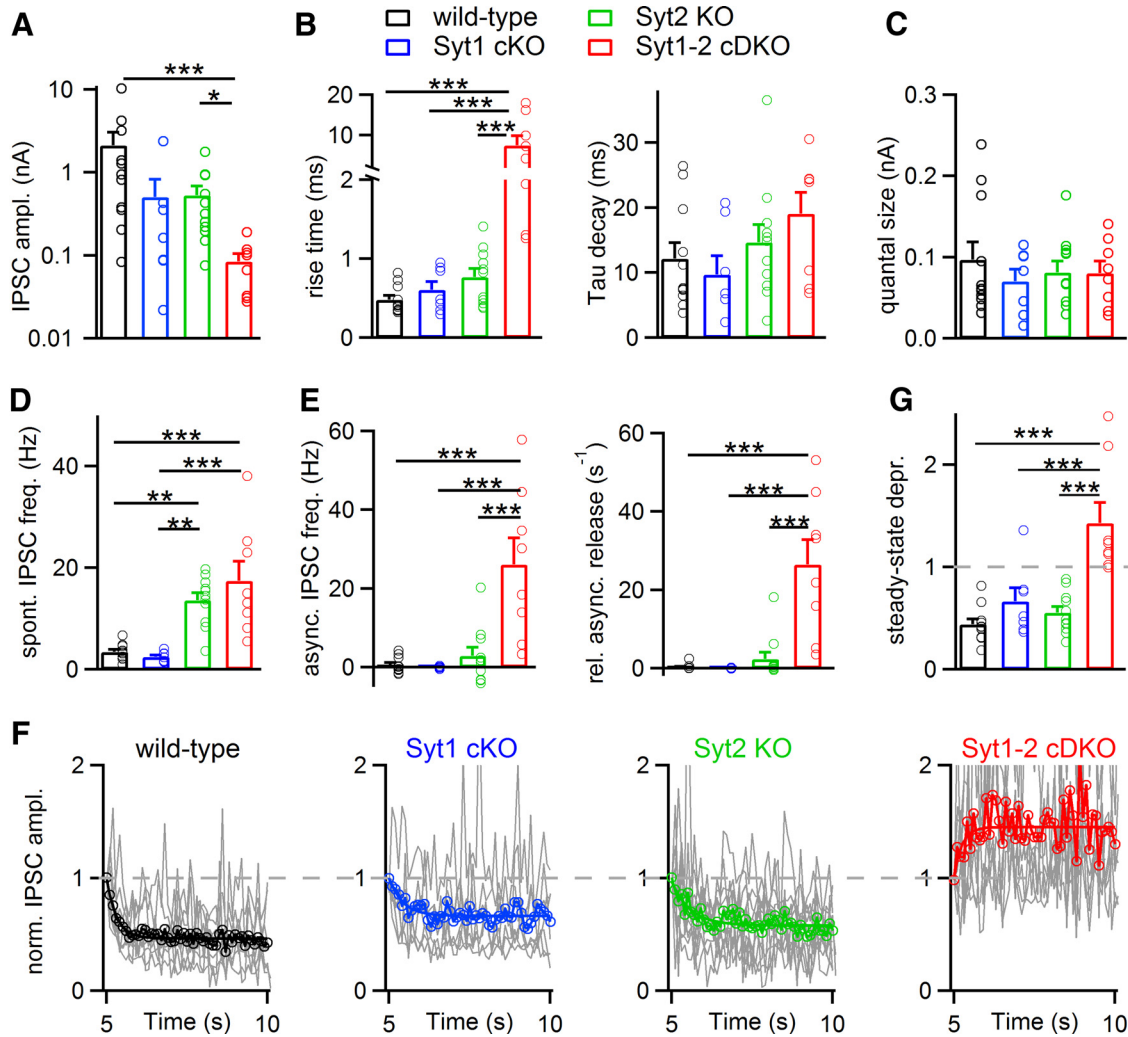 A
B
wild-type
Syt2 KO
C
Syt1 cKO
Syt1-2 cDKO
IPSC ampl. (nA)
10
1
0.1
0.01
***
*
rise time (ms)
20
10
2
1
0
***
***
***
Tau decay (ms)
30
20
10
0
quantal size (nA)
0.3
0.2
0.1
0.0
D
E
G
spont. IPSC freq. (Hz)
40
20
0
***
***
**
**
async. IPSC freq. (Hz)
60
40
20
0
***
***
***
rel. async. release (s-1)
60
40
20
0
***
***
***
steady-state depr.
2
1
0
***
***
***
F
wild-type
Syt1 cKO
Syt2 KO
Syt1-2 cDKO
norm. IPSC ampl.
2
1
0
2
1
0
2
1
0
2
1
0
5 Time (s) 10
5 Time (s) 10
5 Time (s) 10
5 Time (s) 10